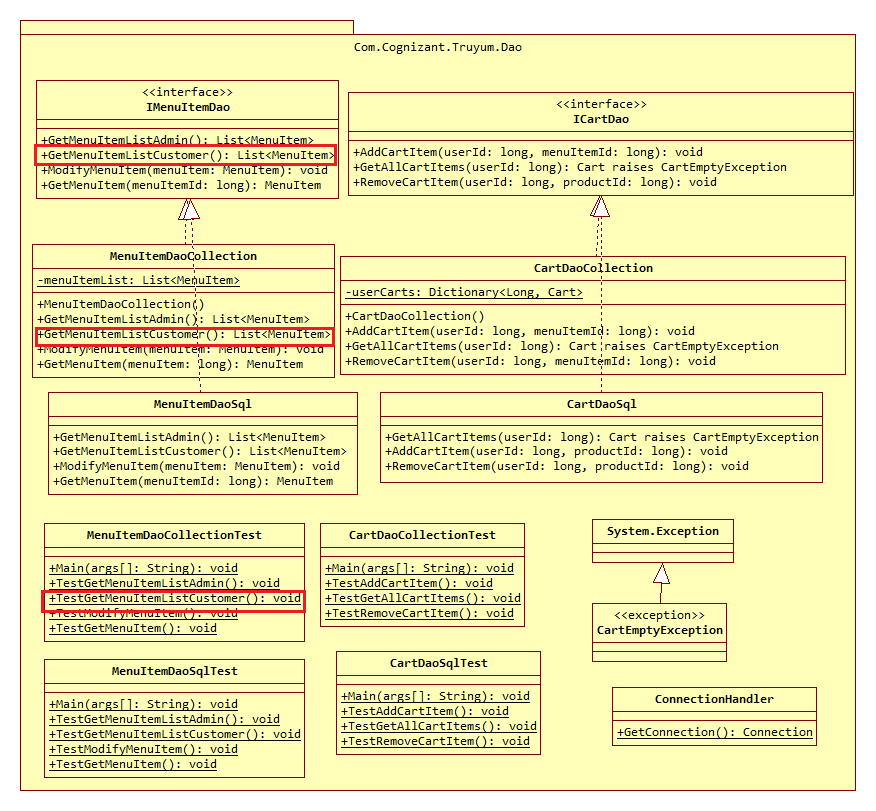 Com.Cognizant.Truyum.Dao
<<interface>>
IMenuItemDao
+GetMenuItemListAdmin(): List<MenuItem>
+GetMenuItemListCustomer(): List<MenuItem>
+ModifyMenuItem(menuItem: MenuItem): void
+GetMenuItem(menuItemId: long): MenuItem
<<interface>>
ICartDao
+AddCartItem(userId: long, menuItemId: long): void
+GetAllCartItems(userId: long): Cart raises CartEmptyException
+RemoveCartItem(userId: long, productId: long): void
MenuItemDaoCollection
-menuItemList: List<MenuItem>
+MenuItemDaoCollection()
+GetMenuItemListAdmin(): List<MenuItem>
+GetMenuItemListCustomer(): List<MenuItem>
+ModifyMenuItem(menuItem: MenuItem): void
+GetMenuItem(menuItem: long): MenuItem
CartDaoCollection
-userCarts: Dictionary<Long, Cart>
+CartDaoCollection()
+AddCartItem(userId: long, menuItemId: long): void
+GetAllCartItems(userId: long): Cart raises CartEmptyException
+RemoveCartItem(userId: long, menuItemId: long): void
MenuItemDaoSql
+GetMenuItemListAdmin(): List<MenuItem>
+GetMenuItemListCustomer(): List<MenuItem>
+ModifyMenuItem(menuItem: MenuItem): void
+GetMenuItem(menuItemId: long): MenuItem
CartDaoSql
+GetAllCartItems(userId: long): Cart raises CartEmptyException
+AddCartItem(userId: long, productId: long): void
+RemoveCartItem(userId: long, productId: long): void
MenuItemDaoCollectionTest
+Main(args[]: String): void
+TestGetMenuItemListAdmin(): void
+TestGetMenuItemListCustomer(): void
+TestModifyMenuItem(): void
+TestGetMenuItem(): void
CartDaoCollectionTest
+Main(args[]: String): void
+TestAddCartItem(): void
+TestGetAllCartItems(): void
+TestRemoveCartItem(): void
System.Exception
<<exception>>
CartEmptyException
MenuItemDaoSqlTest
+Main(args[]: String): void
+TestGetMenuItemListAdmin(): void
+TestGetMenuItemListCustomer(): void
+TestModifyMenuItem(): void
+TestGetMenuItem(): void
CartDaoSqlTest
+Main(args[]: String): void
+TestAddCartItem(): void
+TestGetAllCartItems(): void
+TestRemoveCartItem(): void
ConnectionHandler
+GetConnection(): Connection